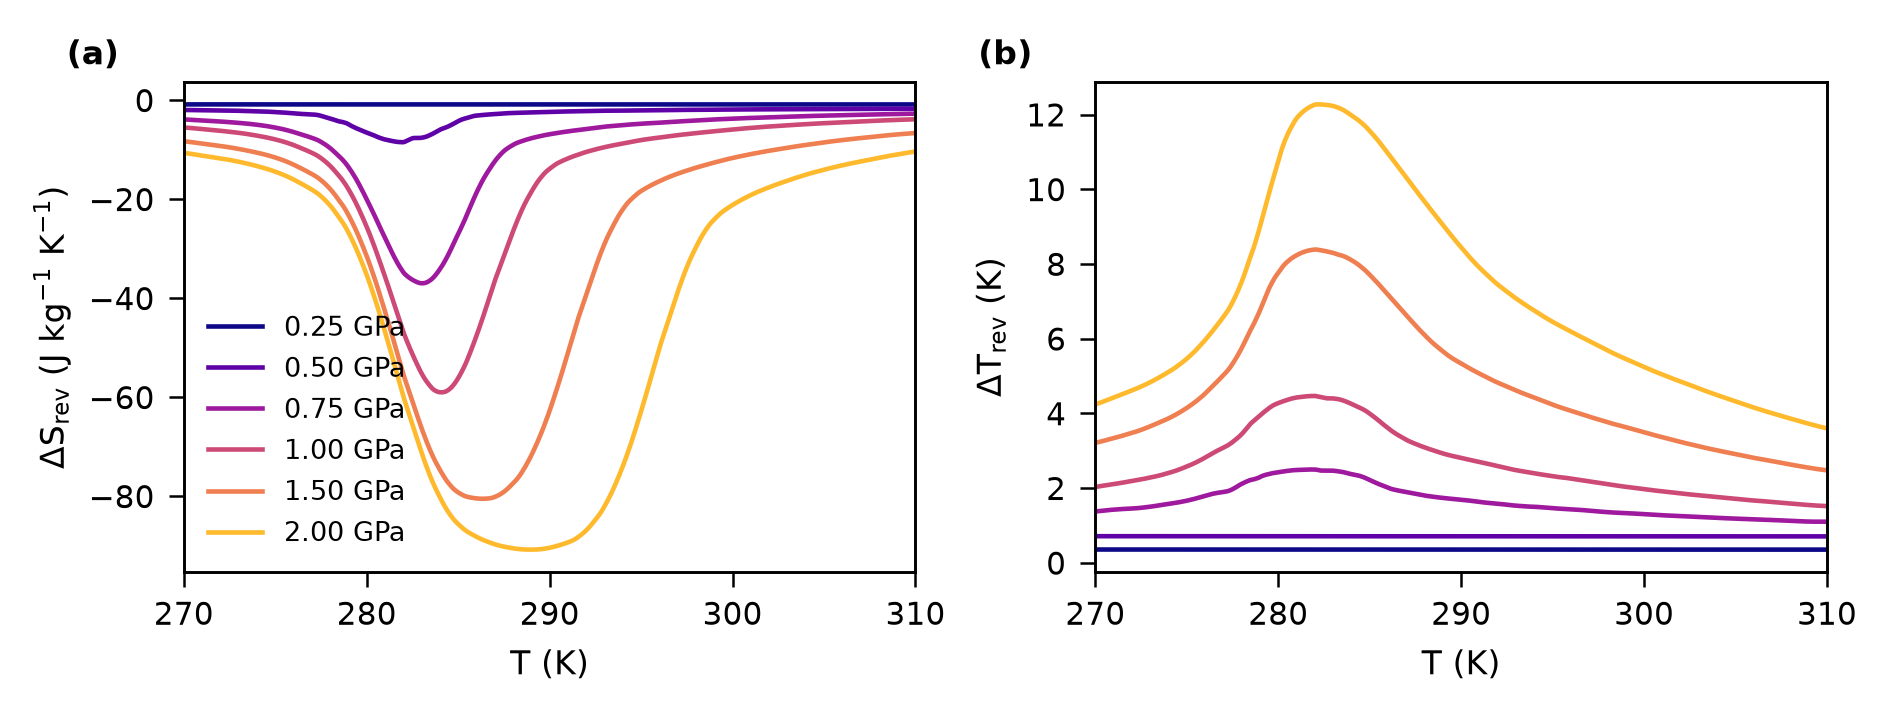 (a)
ΔS_rev (J kg⁻¹ K⁻¹)
0
−20
−40
−60
−80
0.25 GPa
0.50 GPa
0.75 GPa
1.00 GPa
1.50 GPa
2.00 GPa
270 280 290 300 310
T (K)
(b)
ΔT_rev (K)
12
10
8
6
4
2
0
270 280 290 300 310
T (K)